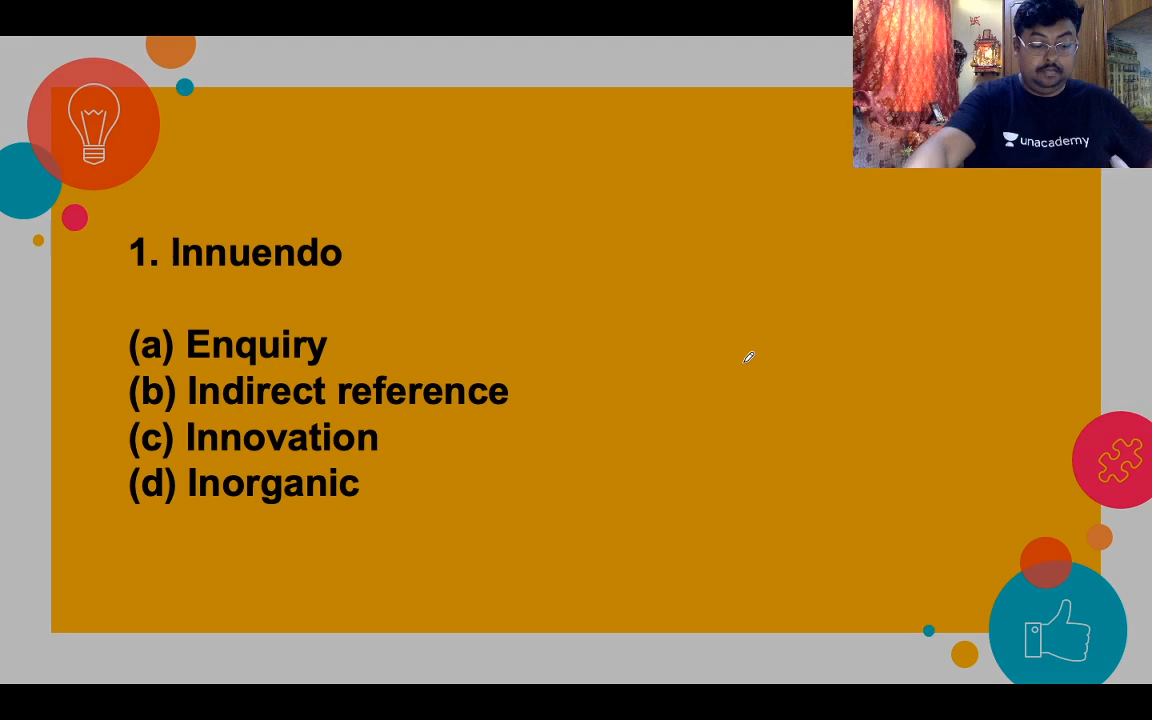 unacademy
1. Innuendo
(a) Enquiry
(b) Indirect reference
(c) Innovation
(d) Inorganic